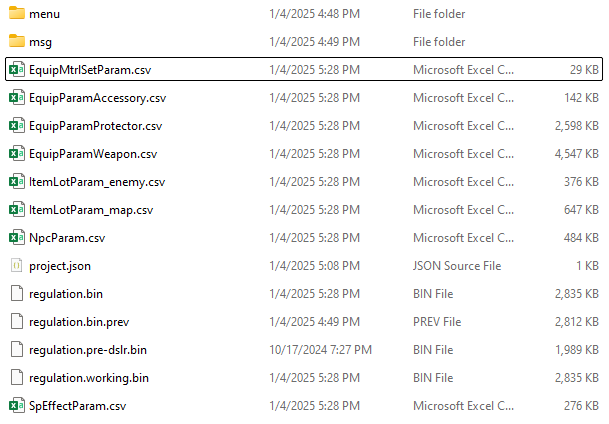 menu 1/4/2025 4:48 PM File folder
msg 1/4/2025 4:49 PM File folder
EquipMtrlSetParam.csv 1/4/2025 5:28 PM Microsoft Excel C... 29 KB
EquipParamAccessory.csv 1/4/2025 5:28 PM Microsoft Excel C... 142 KB
EquipParamProtector.csv 1/4/2025 5:28 PM Microsoft Excel C... 2,598 KB
EquipParamWeapon.csv 1/4/2025 5:28 PM Microsoft Excel C... 4,547 KB
ItemLotParam_enemy.csv 1/4/2025 5:28 PM Microsoft Excel C... 376 KB
ItemLotParam_map.csv 1/4/2025 5:28 PM Microsoft Excel C... 647 KB
NpcParam.csv 1/4/2025 5:28 PM Microsoft Excel C... 484 KB
project.json 1/4/2025 5:08 PM JSON Source File 1 KB
regulation.bin 1/4/2025 5:28 PM BIN File 2,835 KB
regulation.bin.prev 1/4/2025 4:49 PM PREV File 2,812 KB
regulation.pre-dslr.bin 10/17/2024 7:27 PM BIN File 1,989 KB
regulation.working.bin 1/4/2025 5:28 PM BIN File 2,835 KB
SpEffectParam.csv 1/4/2025 5:28 PM Microsoft Excel C... 276 KB